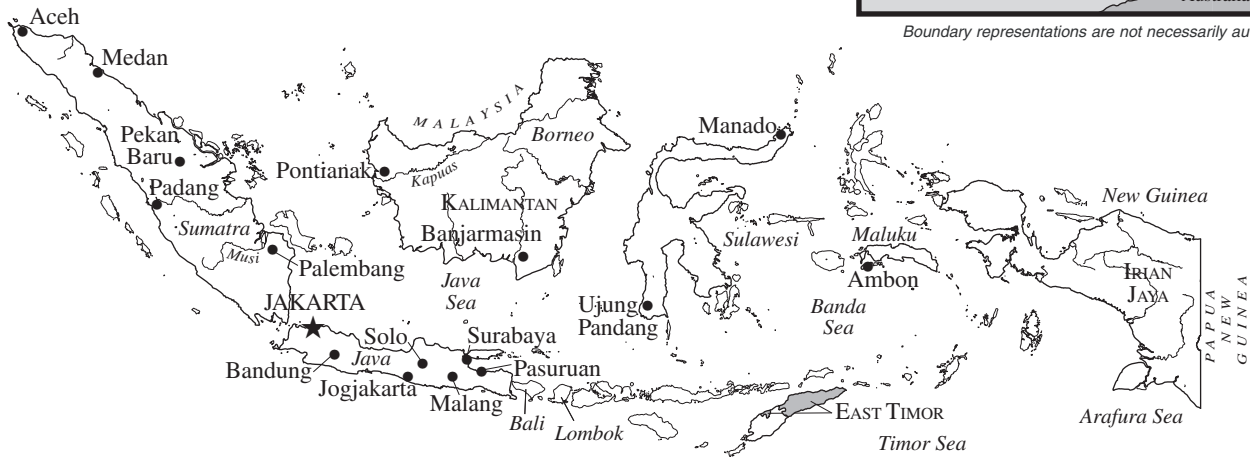 Boundary representations are not necessarily au
Aceh
Medan
Pekan
Baru
Padang
Sumatra
Musi
Palembang
JAKARTA
Bandung
Java
Solo
Jogjakarta
Surabaya
Pasuruan
Malang
Bali
Lombok
MALAYSIA
Borneo
Pontianak
Kapuas
KALIMANTAN
Banjarmasin
Java
Sea
Manado
Sulawesi
Ujung
Pandang
Maluku
Ambon
Banda
Sea
EAST TIMOR
Timor Sea
New Guinea
IRIAN
JAYA
PAPUA
NEW
GUINEA
Arafura Sea